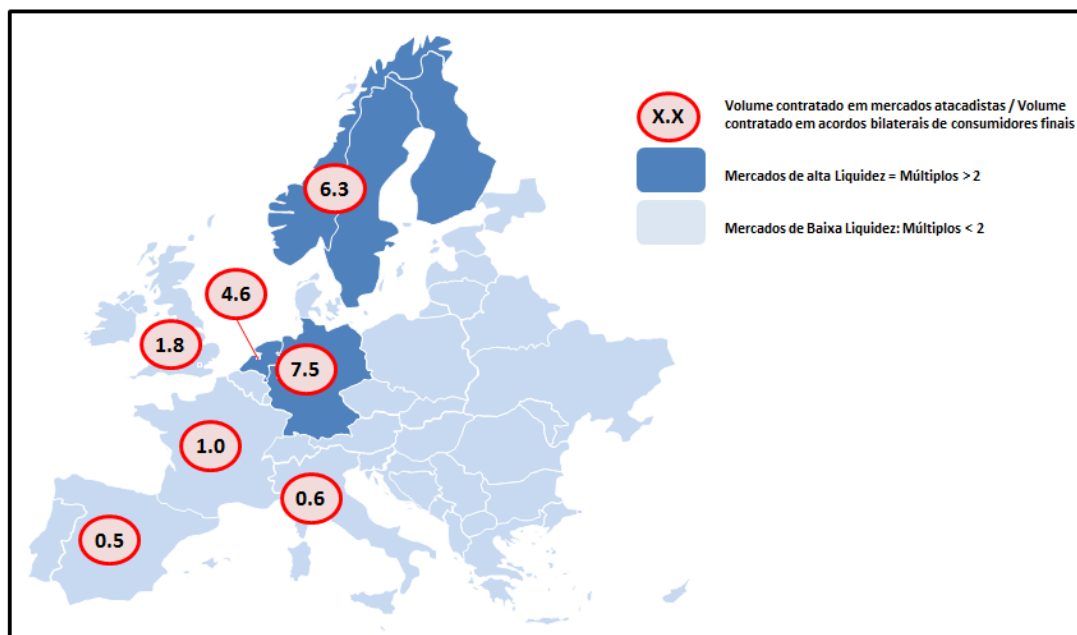 X.X
Volume contratado em mercados atacadistas / Volume
contratado em acordos bilaterais de consumidores finais
Mercados de alta Liquidez = Múltiplos > 2
Mercados de Baixa Liquidez: Múltiplos < 2
6.3
4.6
1.8
7.5
1.0
0.6
0.5